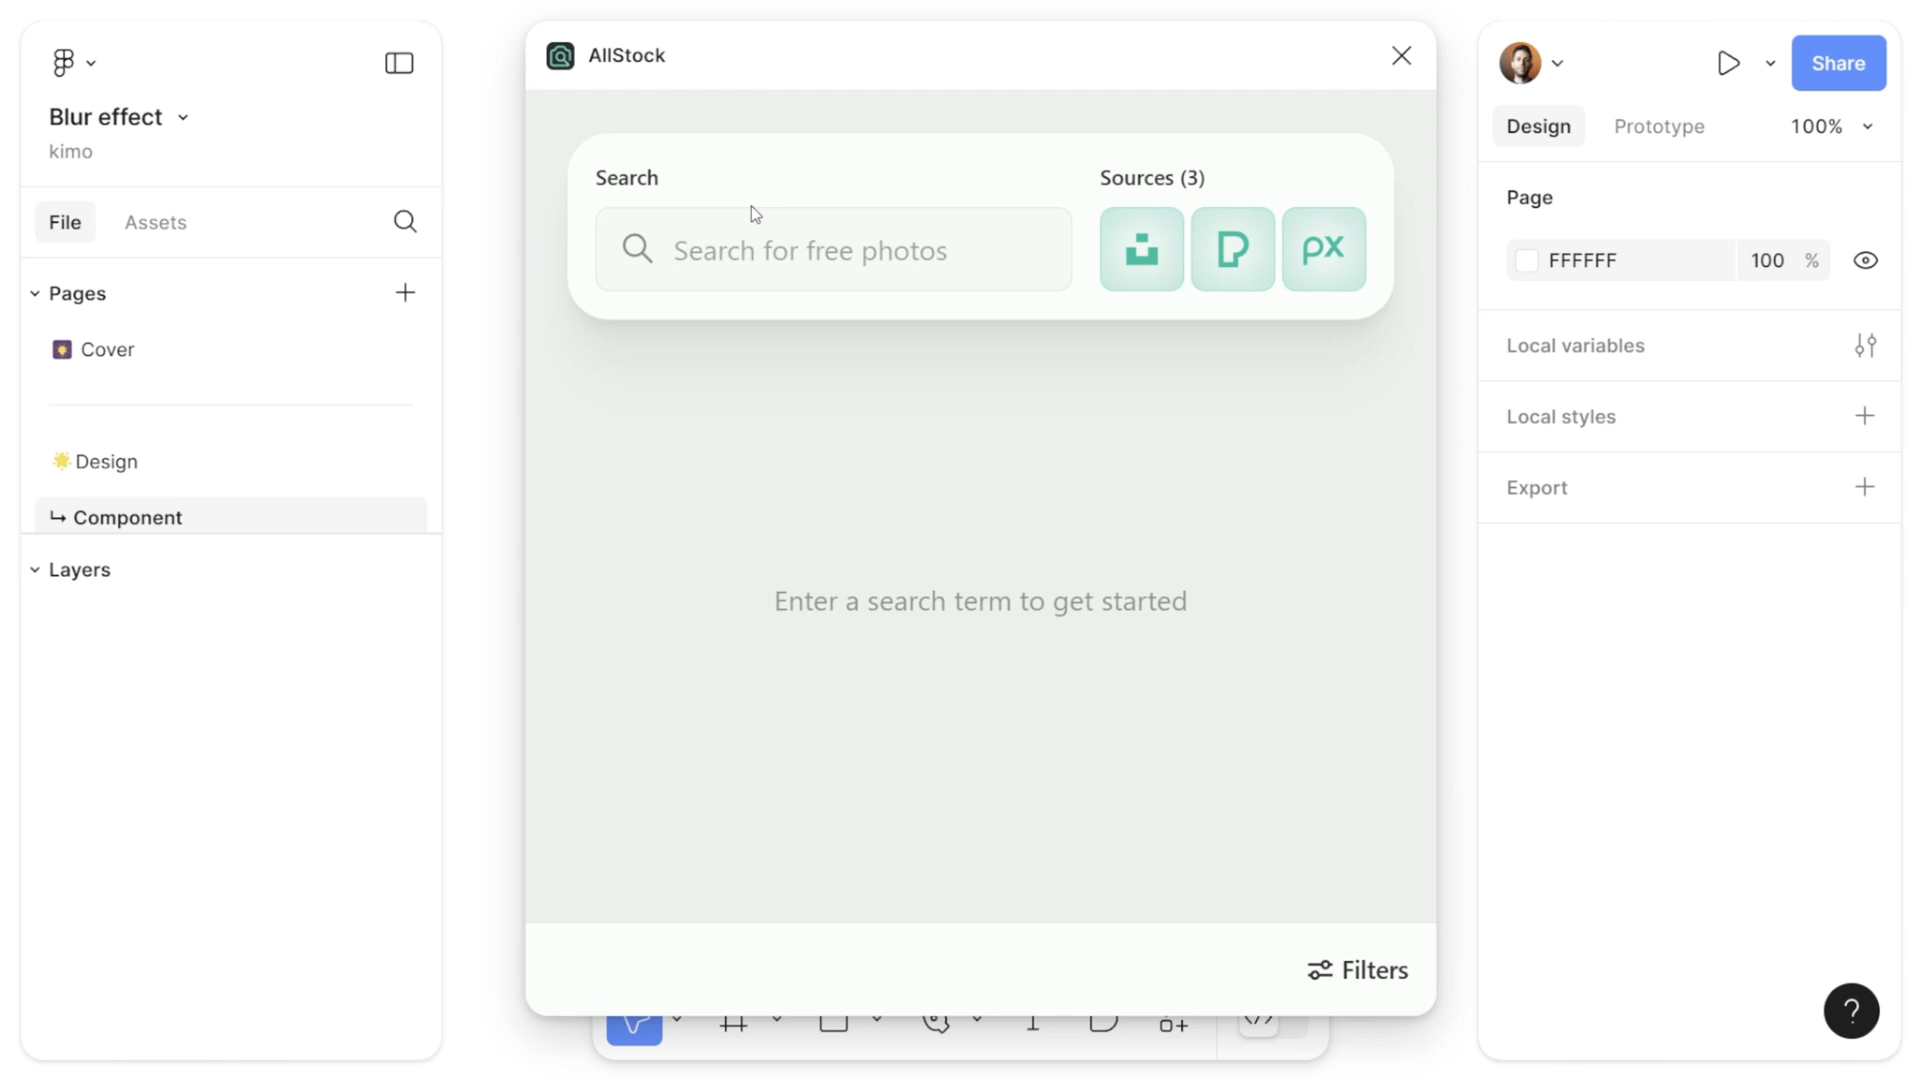 Blur effect
kimo
File
Assets
Pages
Cover
Design
Component
Layers
AllStock
Search
Search for free photos
Sources (3)
px
Enter a search term to get started
Filters
Share
Design
Prototype
100%
Page
FFFFFF
100 %
Local variables
Local styles
Export
?